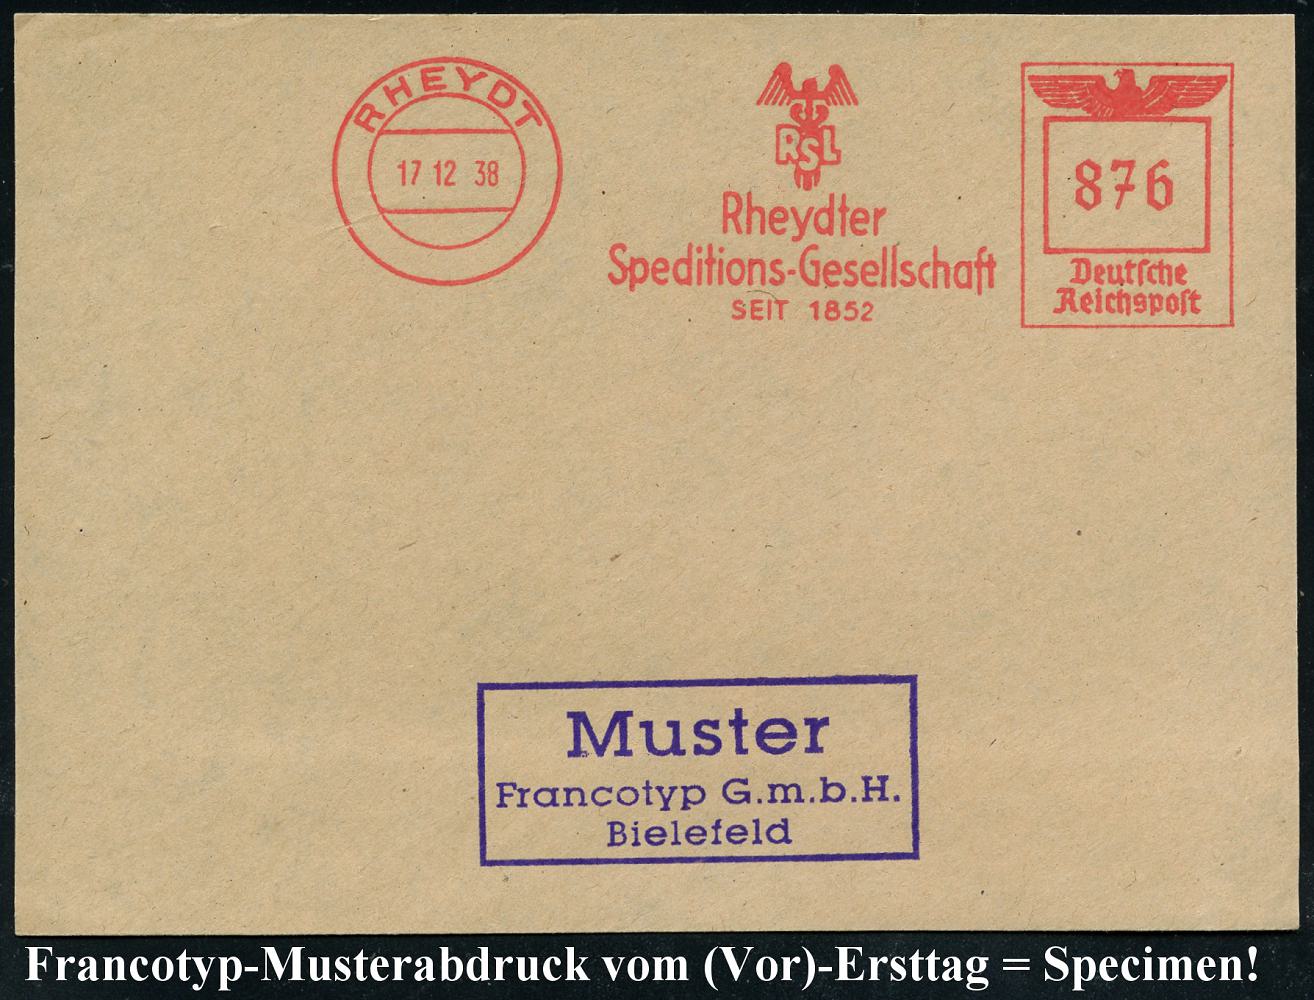 RHEYDT
17 12 38
RSL
Rheydter
Speditions-Gesellschaft
SEIT 1852
876
Deutſche
Reichspoſt
Muster
Francotyp G.m.b.H.
Bielefeld
Francotyp-Musterabdruck vom (Vor)-Ersttag = Specimen!